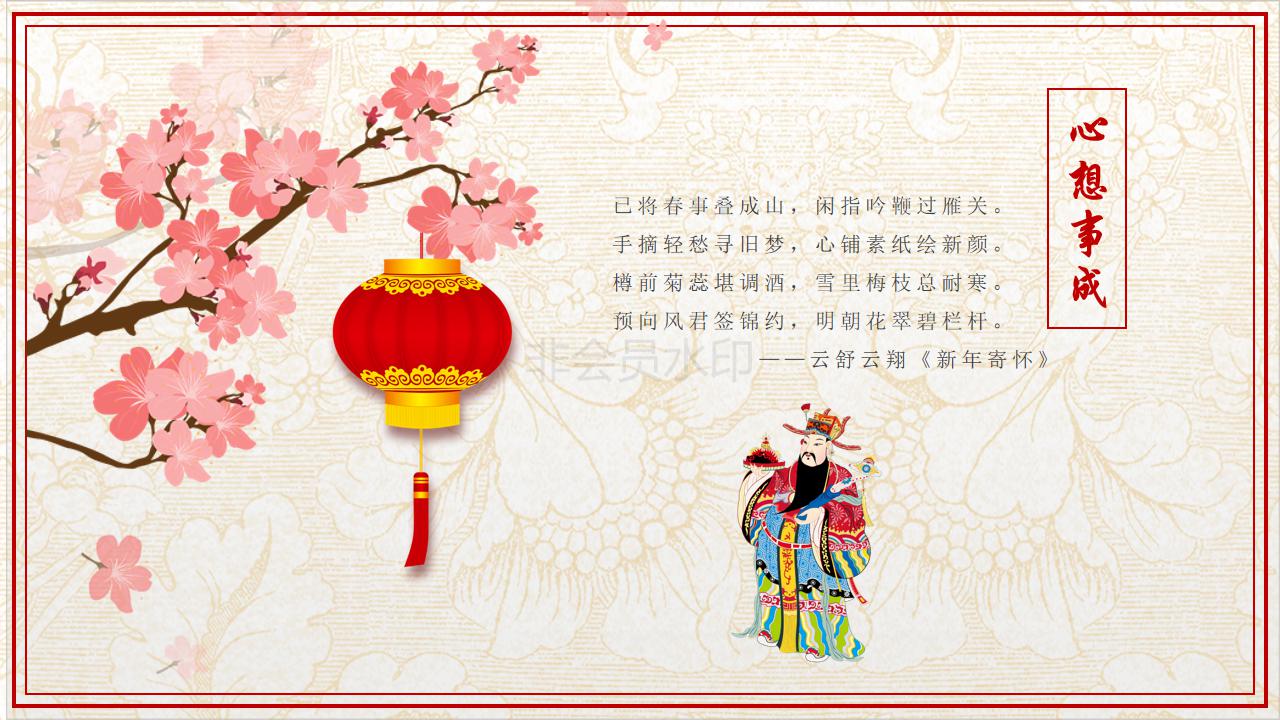 心想事成
已将春事叠成山，闲指吟鞭过雁关。
手摘轻愁寻旧梦，心铺素纸绘新颜。
樽前菊蕊堪调酒，雪里梅枝总耐寒。
预向风君签锦约，明朝花翠碧栏杆。
——云舒云翔《新年寄怀》
非会员水印